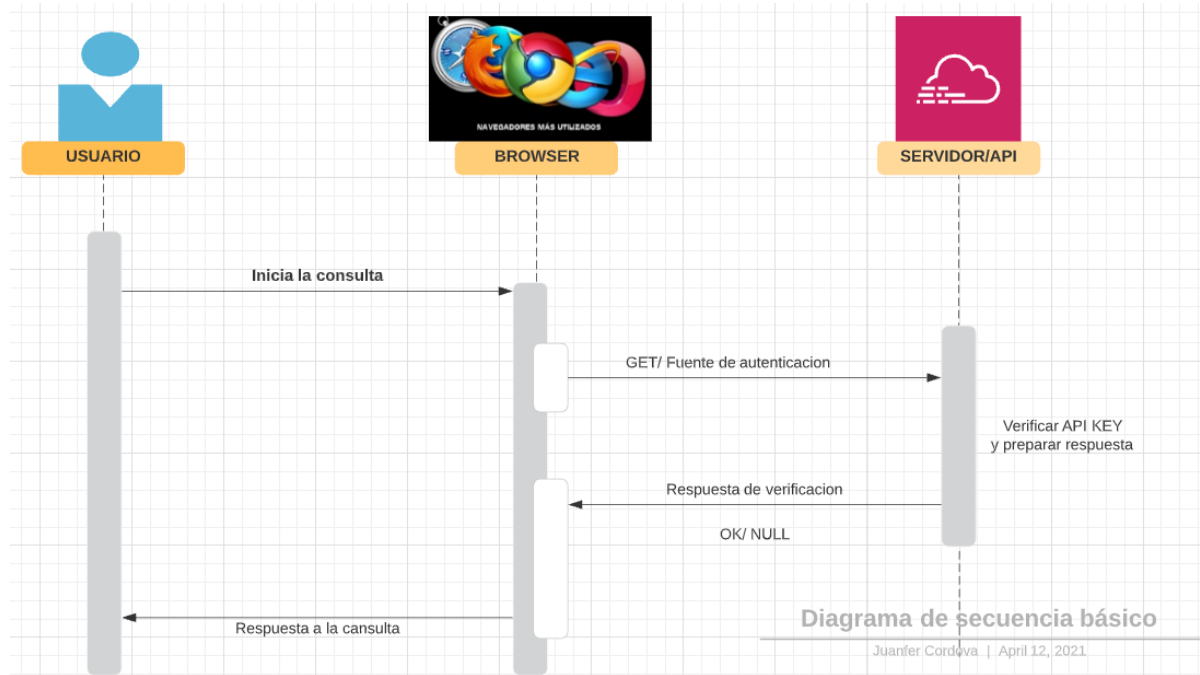 NAVEGADORES MÁS UTILIZADOS
USUARIO
BROWSER
SERVIDOR/API
Inicia la consulta
GET/ Fuente de autenticacion
Verificar API KEY
y preparar respuesta
Respuesta de verificacion
OK/ NULL
Respuesta a la cansulta
Diagrama de secuencia básico
Juanfer Cordova | April 12, 2021